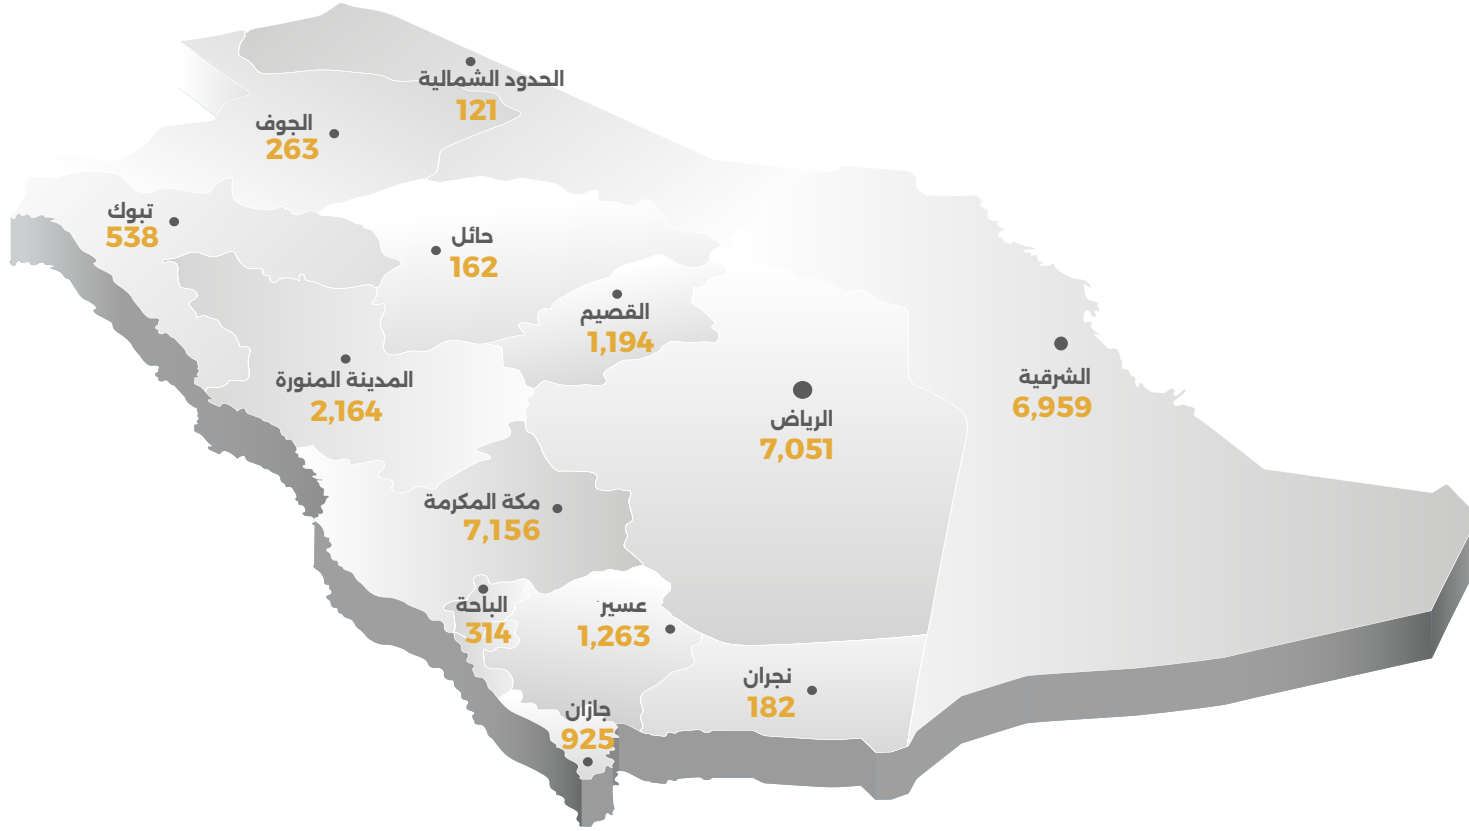 الحدود الشمالية
121
الجوف
263
تبوك
538
حائل
162
القصيم
1,194
المدينة المنورة
2,164
الشرقية
6,959
الرياض
7,051
مكة المكرمة
7,156
الباحة
314
عسير
1,263
نجران
182
جازان
925